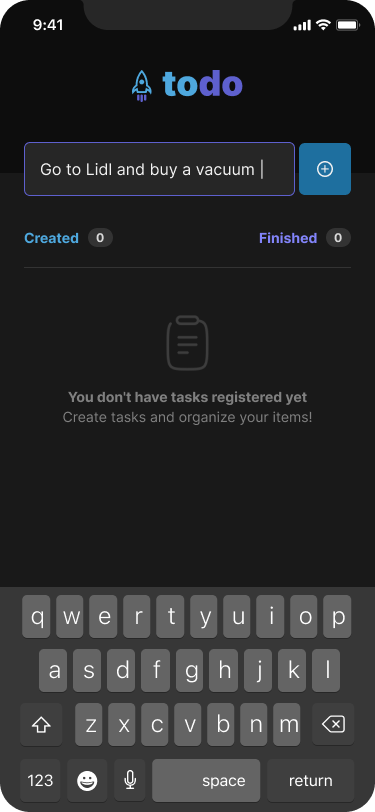 9:41
todo
Go to Lidl and buy a vacuum
Created 0
Finished 0
You don't have tasks registered yet
Create tasks and organize your items!
q w e r t y u i o p
a s d f g h j k l
z x c v b n m
123 space return